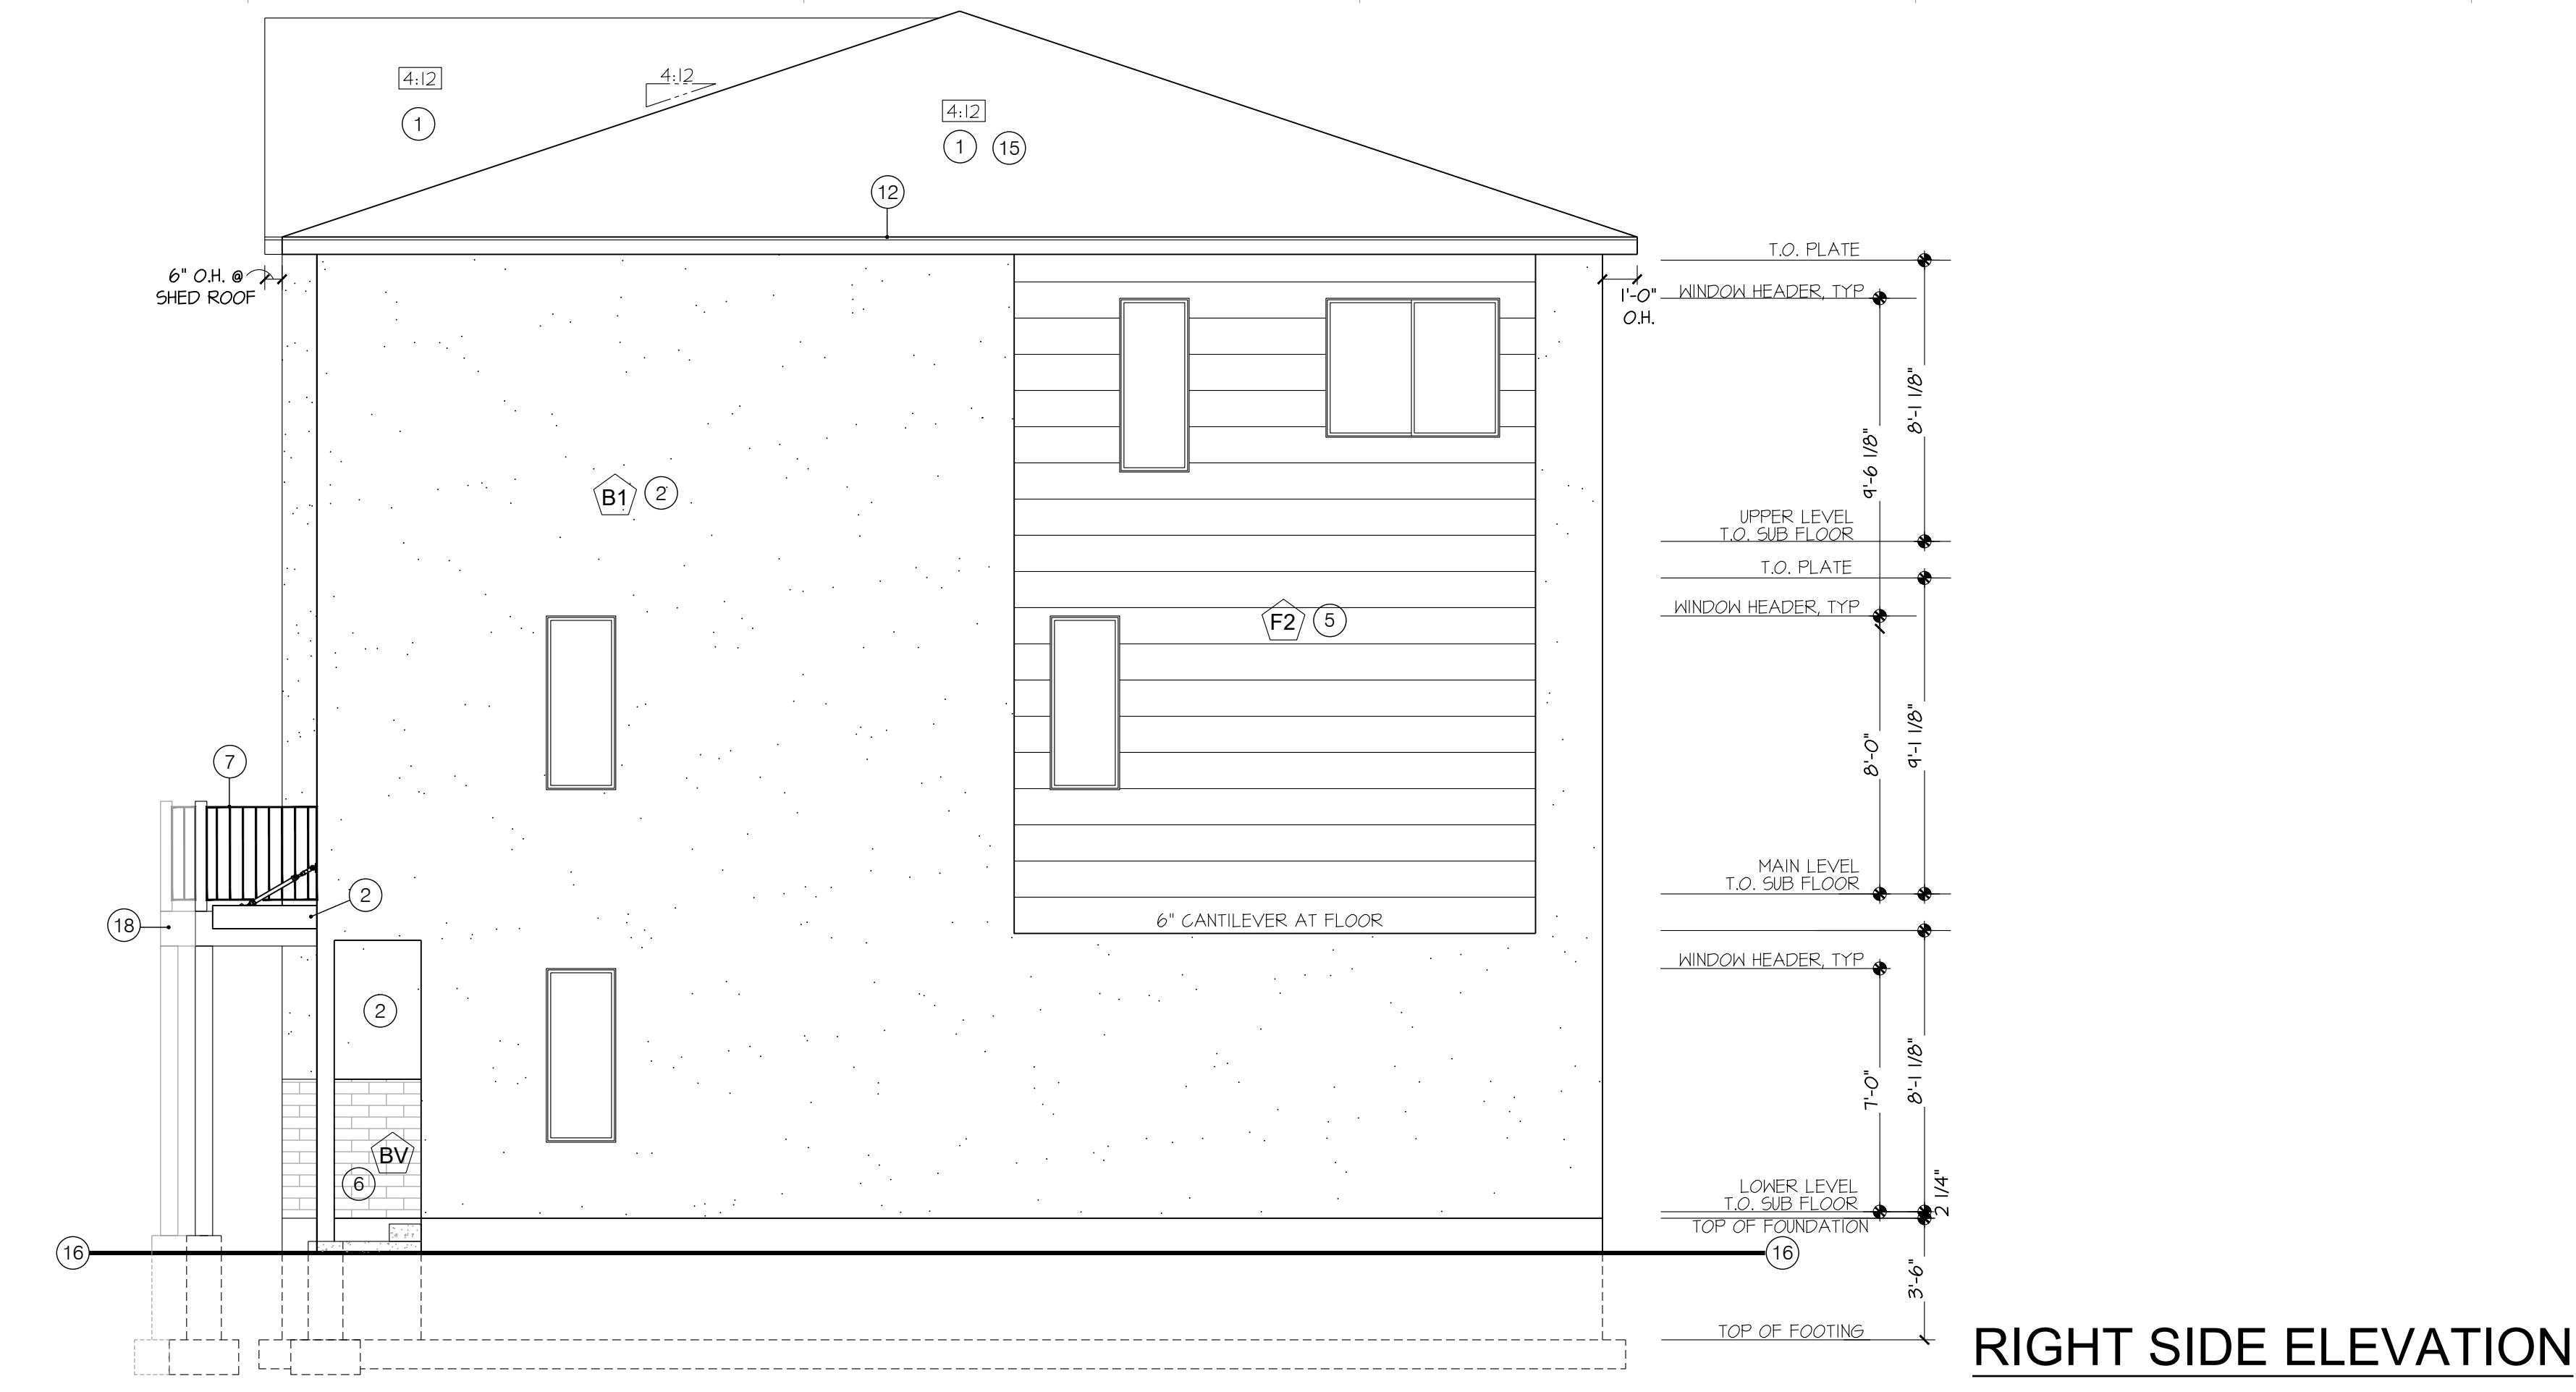 4:12
4:12
1
4:12
1 15
12
6" O.H. @
SHED ROOF
1'-0"
O.H.
T.O. PLATE
WINDOW HEADER, TYP
8'-1 1/8"
9'-6 1/8"
B1 2
UPPER LEVEL
T.O. SUB FLOOR
T.O. PLATE
WINDOW HEADER, TYP
F2 5
7
8'-0"
9'-1 1/8"
MAIN LEVEL
T.O. SUB FLOOR
2
18
6" CANTILEVER AT FLOOR
WINDOW HEADER, TYP
2
7'-0"
8'-1 1/8"
BV
6
LOWER LEVEL
T.O. SUB FLOOR
2 1/4"
TOP OF FOUNDATION
16
16
3'-6"
TOP OF FOOTING
RIGHT SIDE ELEVATION